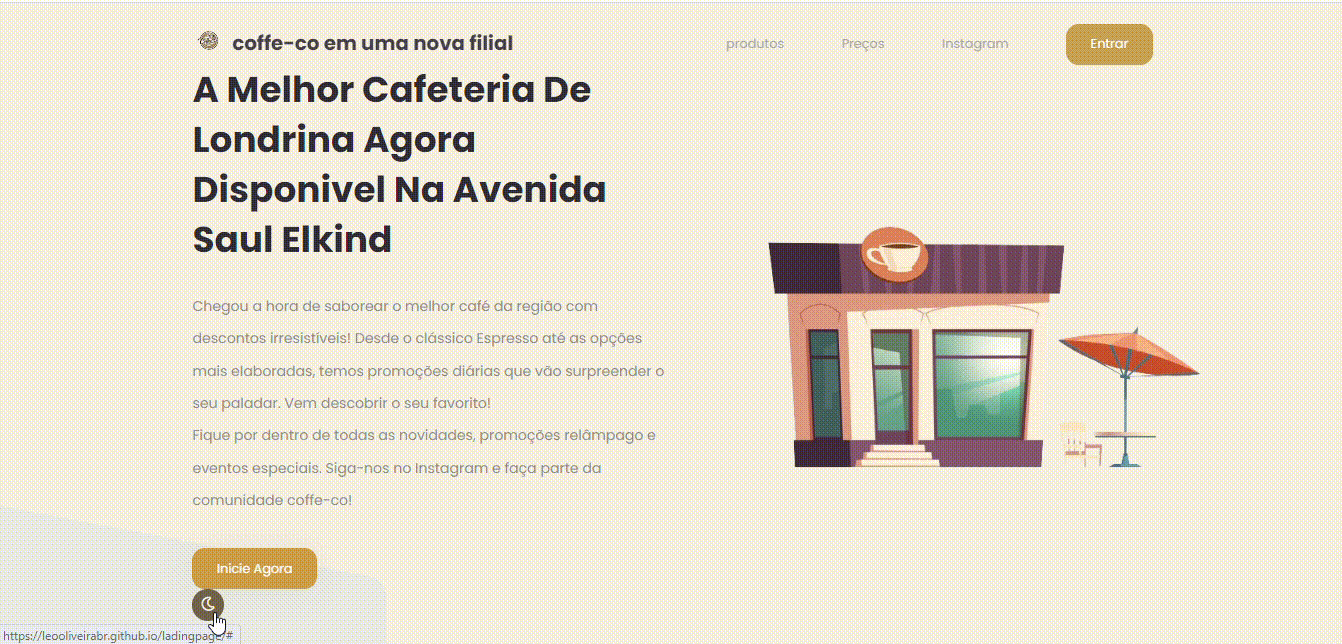 coffe-co em uma nova filial
produtos
Preços
Instagram
Entrar
A Melhor Cafeteria De
Londrina Agora
Disponivel Na Avenida
Saul Elkind
Chegou a hora de saborear o melhor café da região com
descontos irresistíveis! Desde o clássico Espresso até as opções
mais elaboradas, temos promoções diárias que vão surpreender o
seu paladar. Vem descobrir o seu favorito!
Fique por dentro de todas as novidades, promoções relâmpago e
eventos especiais. Siga-nos no Instagram e faça parte da
comunidade coffe-co!
Inicie Agora
https://leooliveirabr.github.io/ladingpage/#